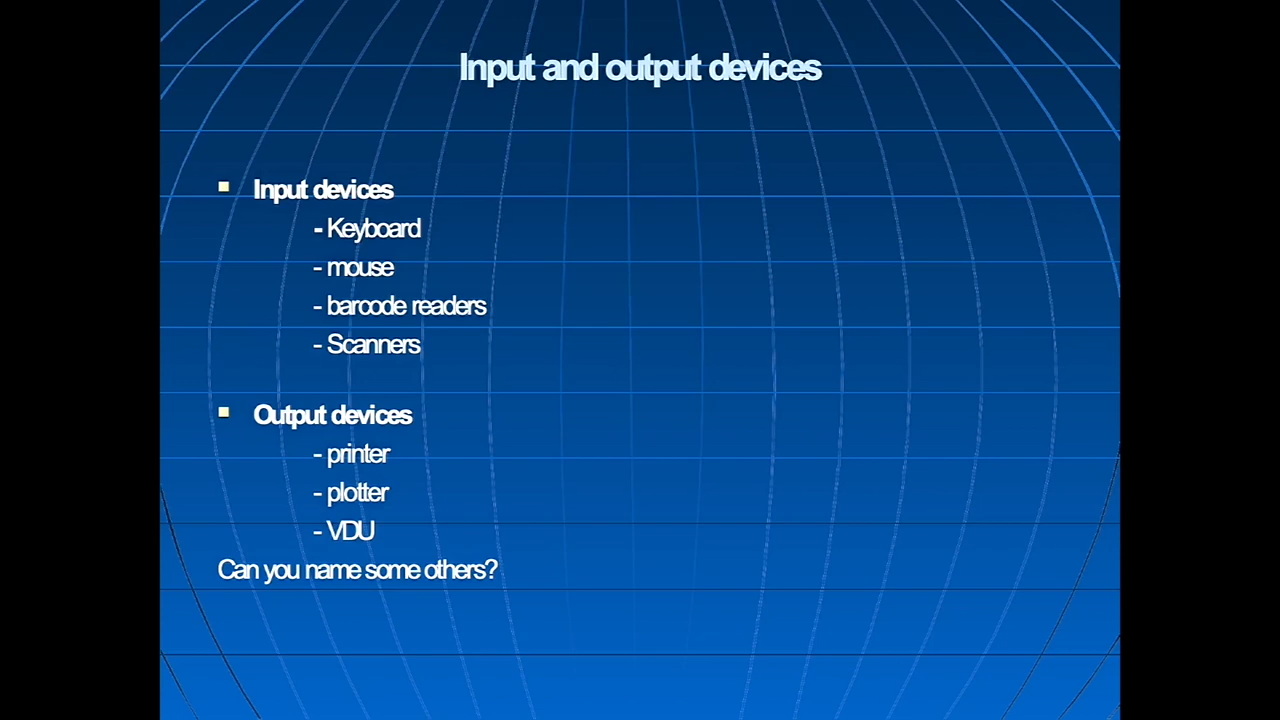 Input and output devices
Input devices
- Keyboard
- mouse
- barcode readers
- Scanners
Output devices
- printer
- plotter
- VDU
Can you name some others?